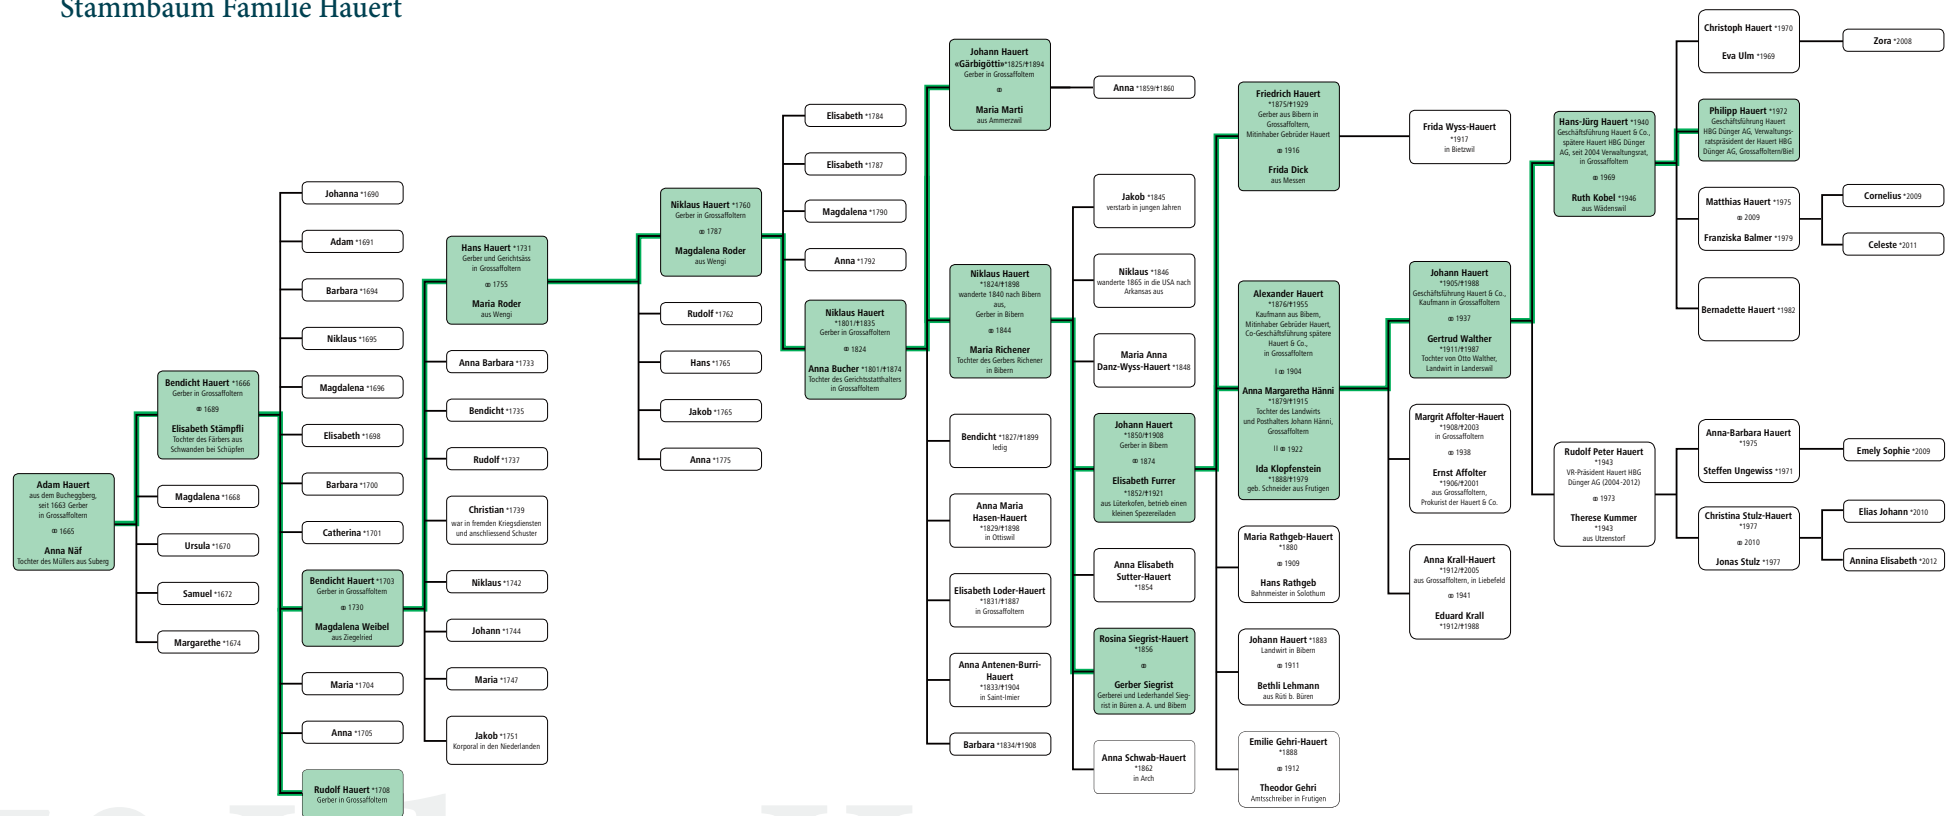 Stammbaum Familie Hauert
Adam Hauert
aus dem Bucheggberg,
seit 1663 Gerber
in Grossaffoltern
⚭ 1665
Anna Näf
Tochter des Müllers aus Suberg
Bendicht Hauert *1666
Gerber in Grossaffoltern
⚭ 1689
Elisabeth Stämpfli
Tochter des Färbers aus
Schwanden bei Schüpfen
Magdalena *1668
Ursula *1670
Samuel *1672
Margarethe *1674
Johanna *1690
Adam *1691
Barbara *1694
Niklaus *1695
Magdalena *1696
Elisabeth *1698
Barbara *1700
Catherina *1701
Bendicht Hauert *1703
Gerber in Grossaffoltern
⚭ 1730
Magdalena Weibel
aus Ziegelried
Maria *1704
Anna *1705
Rudolf Hauert *1708
Gerber in Grossaffoltern
Hans Hauert *1731
Gerber und Gerichtsäss
in Grossaffoltern
⚭ 1755
Maria Roder
aus Wengi
Anna Barbara *1733
Bendicht *1735
Rudolf *1737
Christian *1739
war in fremden Kriegsdiensten
und anschliessend Schuster
Niklaus *1742
Johann *1744
Maria *1747
Jakob *1751
Korporal in den Niederlanden
Niklaus Hauert *1760
Gerber in Grossaffoltern
⚭ 1787
Magdalena Roder
aus Wengi
Rudolf *1762
Hans *1765
Jakob *1765
Anna *1775
Elisabeth *1784
Elisabeth *1787
Magdalena *1790
Anna *1792
Niklaus Hauert
*1801/✝1835
Gerber in Grossaffoltern
⚭ 1824
Anna Bucher *1801/✝1874
Tochter des Gerichtsstatthalters
in Grossaffoltern
Johann Hauert
«Gärbigötti»*1825/✝1894
Gerber in Grossaffoltern
⚭
Maria Marti
aus Ammerzwil
Niklaus Hauert
*1824/✝1898
wanderte 1840 nach Bibern
aus,
Gerber in Bibern
⚭ 1844
Maria Richener
Tochter des Gerbers Richener
in Bibern
Bendicht *1827/✝1899
ledig
Anna Maria
Hasen-Hauert
*1829/✝1898
in Ottiswil
Elisabeth Loder-Hauert
*1831/✝1887
in Grossaffoltern
Anna Antenen-Burri-
Hauert
*1833/✝1904
in Saint-Imier
Barbara *1834/✝1908
Anna *1859/✝1860
Jakob *1845
verstarb in jungen Jahren
Niklaus *1846
wanderte 1865 in die USA nach
Arkansas aus
Maria Anna
Danz-Wyss-Hauert *1848
Johann Hauert
*1850/✝1908
Gerber in Bibern
⚭ 1874
Elisabeth Furrer
*1852/✝1921
aus Lüterkofen, betrieb einen
kleinen Spezereiladen
Anna Elisabeth
Sutter-Hauert
*1854
Rosina Siegrist-Hauert
*1856
⚭
Gerber Siegrist
Gerberei und Lederhandel Sieg-
rist in Büren a. A. und Bibern
Anna Schwab-Hauert
*1862
in Arch
Friedrich Hauert
*1875/✝1929
Gerber aus Bibern in
Grossaffoltern,
Mitinhaber Gebrüder Hauert
⚭ 1916
Frida Dick
aus Messen
Alexander Hauert
*1876/✝1955
Kaufmann aus Bibern,
Mitinhaber Gebrüder Hauert,
Co-Geschäftsführung spätere
Hauert & Co.,
in Grossaffoltern
I ⚭ 1904
Anna Margaretha Hänni
*1879/✝1915
Tochter des Landwirts
und Posthalters Johann Hänni,
Grossaffoltern
II ⚭ 1922
Ida Klopfenstein
*1888/✝1979
geb. Schneider aus Frutigen
Maria Rathgeb-Hauert
*1880
⚭ 1909
Hans Rathgeb
Bahnmeister in Solothurn
Johann Hauert *1883
Landwirt in Bibern
⚭ 1911
Bethli Lehmann
aus Rüti b. Büren
Emilie Gehri-Hauert
*1888
⚭ 1912
Theodor Gehri
Amtsschreiber in Frutigen
Frida Wyss-Hauert
*1917
in Bietzwil
Johann Hauert
*1905/✝1988
Geschäftsführung Hauert & Co.,
Kaufmann in Grossaffoltern
⚭ 1937
Gertrud Walther
*1911/✝1987
Tochter von Otto Walther,
Landwirt in Landerswil
Margrit Affolter-Hauert
*1908/✝2003
in Grossaffoltern
⚭ 1938
Ernst Affolter
*1906/✝2001
aus Grossaffoltern,
Prokurist der Hauert & Co.
Anna Krall-Hauert
*1912/✝2005
aus Grossaffoltern, in Liebefeld
⚭ 1941
Eduard Krall
*1912/✝1988
Hans-Jürg Hauert *1940
Geschäftsführung Hauert & Co.,
spätere Hauert HBG Dünger
AG, seit 2004 Verwaltungsrat,
in Grossaffoltern
⚭ 1969
Ruth Kobel *1946
aus Wädenswil
Rudolf Peter Hauert
*1943
VR-Präsident Hauert HBG
Dünger AG (2004-2012)
⚭ 1973
Therese Kummer
*1943
aus Utzenstorf
Christoph Hauert *1970
Eva Ulm *1969
Philipp Hauert *1972
Geschäftsführung Hauert
HBG Dünger AG, Verwaltungs-
ratspräsident der Hauert HBG
Dünger AG, Grossaffoltern/Biel
Matthias Hauert *1975
⚭ 2009
Franziska Balmer *1979
Bernadette Hauert *1982
Anna-Barbara Hauert
*1975
Steffen Ungewiss *1971
Christina Stulz-Hauert
*1977
⚭ 2010
Jonas Stulz *1977
Zora *2008
Cornelius *2009
Celeste *2011
Emely Sophie *2009
Elias Johann *2010
Annina Elisabeth *2012